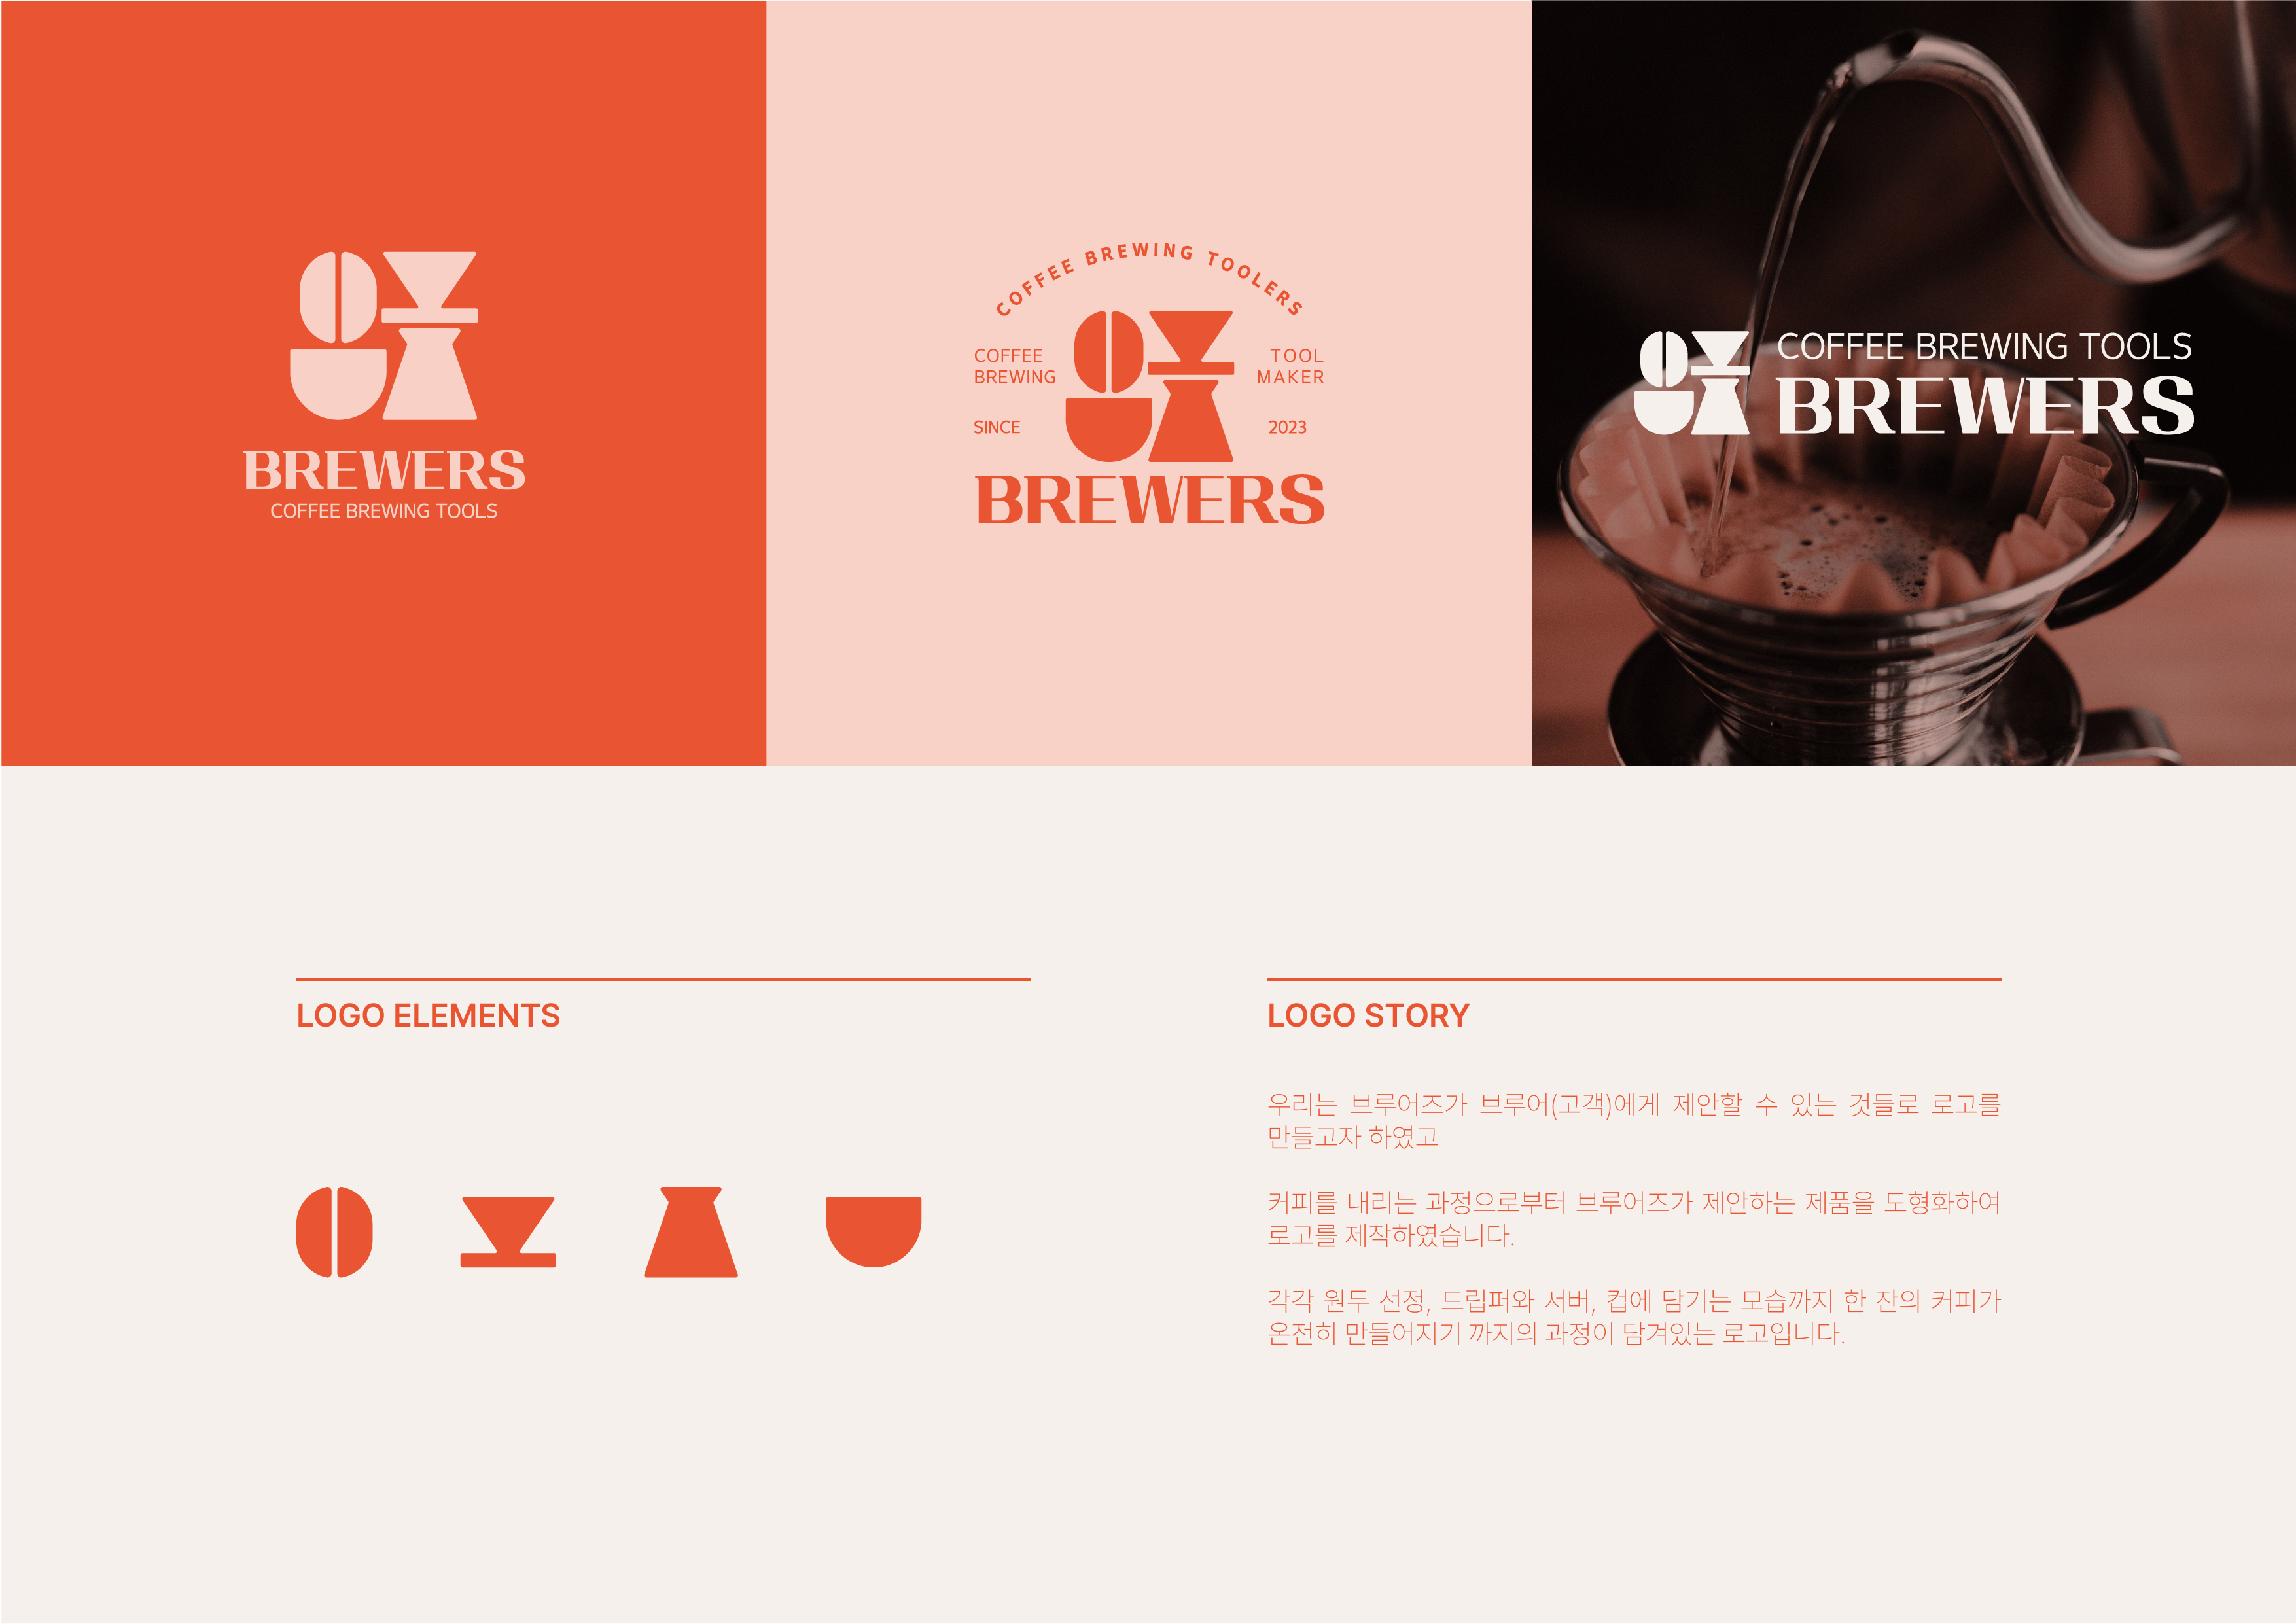 BREWERS
COFFEE BREWING TOOLS
COFFEE BREWING TOOLERS
COFFEE
BREWING
TOOL
MAKER
SINCE
2023
BREWERS
COFFEE BREWING TOOLS
BREWERS
LOGO ELEMENTS
LOGO STORY
우리는 브루어즈가 브루어(고객)에게 제안할 수 있는 것들로 로고를
만들고자 하였고
커피를 내리는 과정으로부터 브루어즈가 제안하는 제품을 도형화하여
로고를 제작하였습니다.
각각 원두 선정, 드립퍼와 서버, 컵에 담기는 모습까지 한 잔의 커피가
온전히 만들어지기 까지의 과정이 담겨있는 로고입니다.